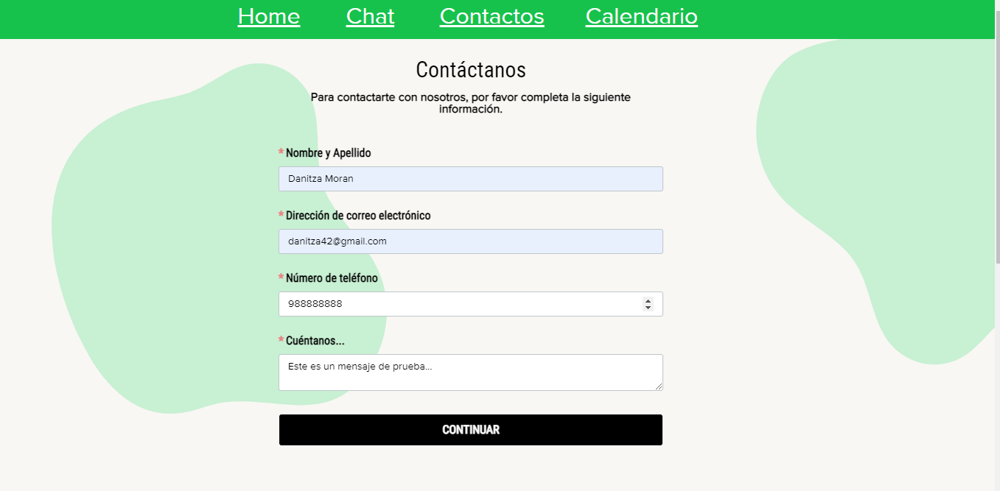 Home Chat Contactos Calendario
Contáctanos
Para contactarte con nosotros, por favor completa la siguiente
información.
* Nombre y Apellido
Danitza Moran
* Dirección de correo electrónico
danitza42@gmail.com
* Número de teléfono
988888888
* Cuéntanos...
Este es un mensaje de prueba...
CONTINUAR